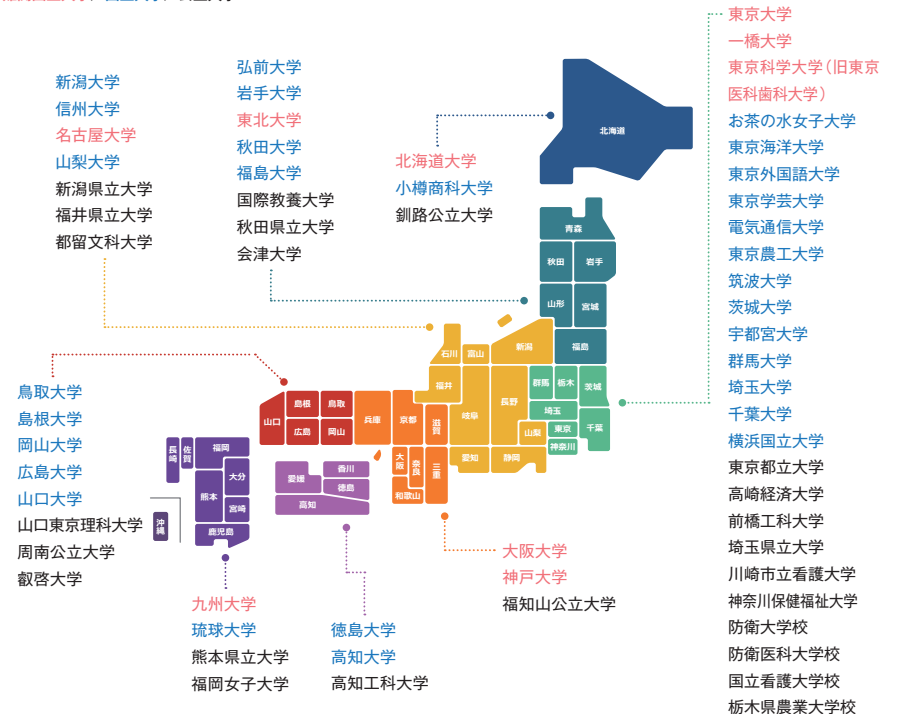 東京大学
一橋大学
東京科学大学（旧東京
医科歯科大学）
お茶の水女子大学
東京海洋大学
東京外国語大学
東京学芸大学
電気通信大学
東京農工大学
筑波大学
茨城大学
宇都宮大学
群馬大学
埼玉大学
千葉大学
横浜国立大学
東京都立大学
高崎経済大学
前橋工科大学
埼玉県立大学
川崎市立看護大学
神奈川保健福祉大学
防衛大学校
防衛医科大学校
国立看護大学校
栃木県農業大学校
新潟大学
信州大学
名古屋大学
山梨大学
新潟県立大学
福井県立大学
都留文科大学
弘前大学
岩手大学
東北大学
秋田大学
福島大学
国際教養大学
秋田県立大学
会津大学
北海道大学
小樽商科大学
釧路公立大学
北海道
青森
秋田
岩手
山形
宮城
福島
新潟
石川
富山
福井
岐阜
長野
山梨
愛知
静岡
群馬
栃木
茨城
埼玉
東京
千葉
神奈川
山口
島根
鳥取
広島
岡山
兵庫
京都
滋賀
大阪
奈良
三重
和歌山
愛媛
香川
徳島
高知
長崎
佐賀
福岡
大分
熊本
宮崎
鹿児島
沖縄
鳥取大学
島根大学
岡山大学
広島大学
山口大学
山口東京理科大学
周南公立大学
叡啓大学
九州大学
琉球大学
熊本県立大学
福岡女子大学
徳島大学
高知大学
高知工科大学
大阪大学
神戸大学
福知山公立大学